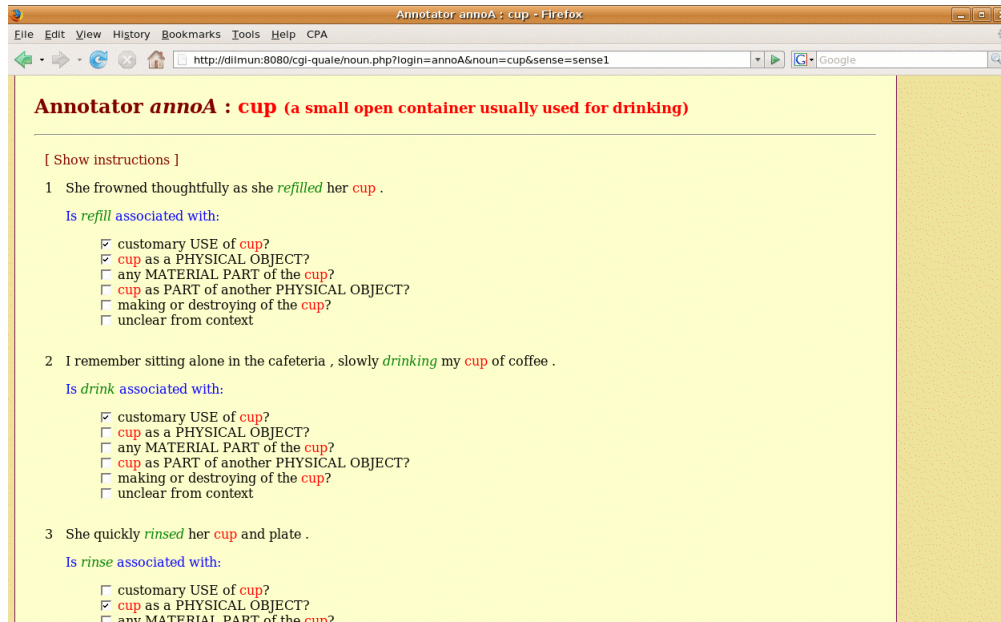 Annotator annoA : cup - Firefox
File Edit View History Bookmarks Tools Help CPA
http://dilmun:8080/cgi-quale/noun.php?login=annoA&noun=cup&sense=sense1 G Google
Annotator annoA : cup (a small open container usually used for drinking)
[ Show instructions ]
1 She frowned thoughtfully as she refilled her cup .
Is refill associated with:
customary USE of cup?
cup as a PHYSICAL OBJECT?
any MATERIAL PART of the cup?
cup as PART of another PHYSICAL OBJECT?
making or destroying of the cup?
unclear from context
2 I remember sitting alone in the cafeteria , slowly drinking my cup of coffee .
Is drink associated with:
customary USE of cup?
cup as a PHYSICAL OBJECT?
any MATERIAL PART of the cup?
cup as PART of another PHYSICAL OBJECT?
making or destroying of the cup?
unclear from context
3 She quickly rinsed her cup and plate .
Is rinse associated with:
customary USE of cup?
cup as a PHYSICAL OBJECT?
any MATERIAL PART of the cup?